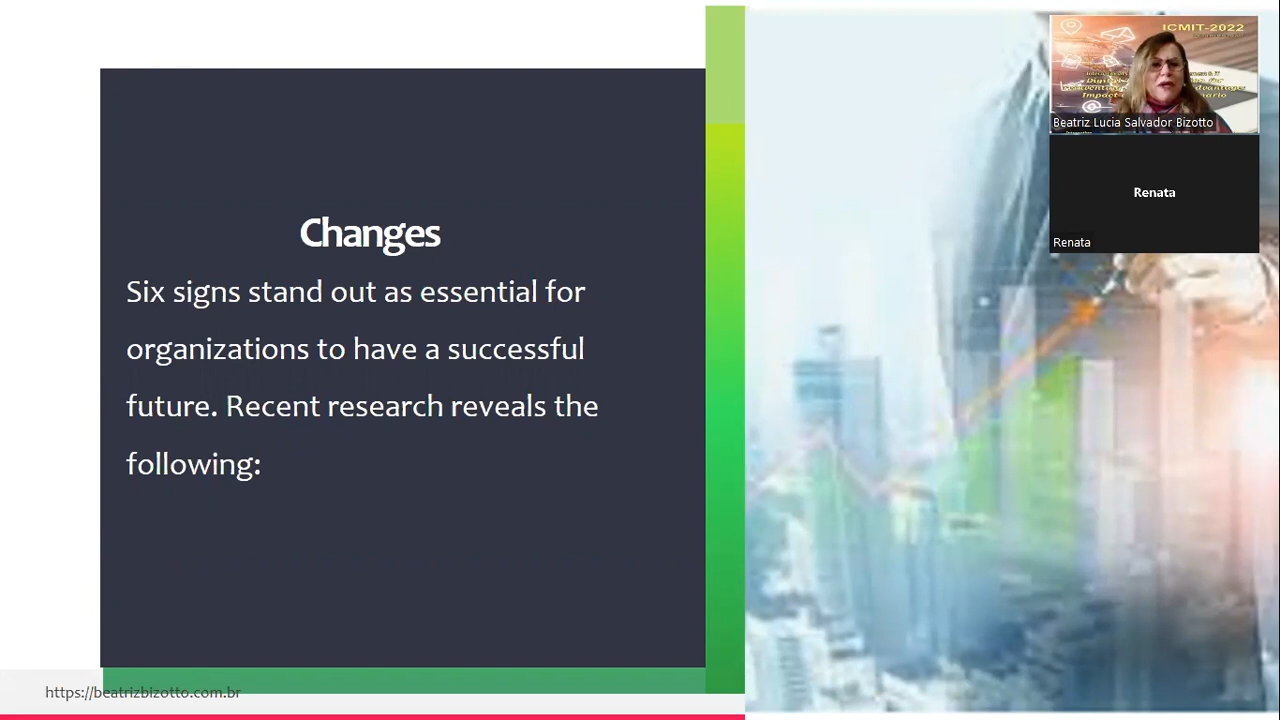 Changes
Six signs stand out as essential for
organizations to have a successful
future. Recent research reveals the
following:
https://beatrizbizotto.com.br
ICMIT-2022
Beatriz Lucia Salvador Bizotto
Renata
Renata